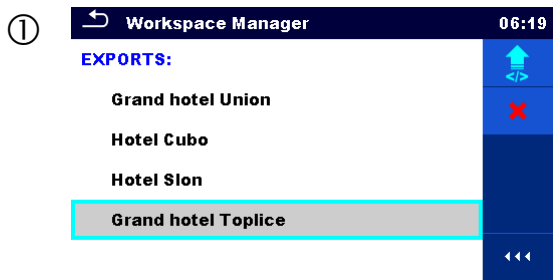 ①
Workspace Manager 06:19
EXPORTS:
</>
Grand hotel Union
Hotel Cubo
Hotel Slon
Grand hotel Toplice